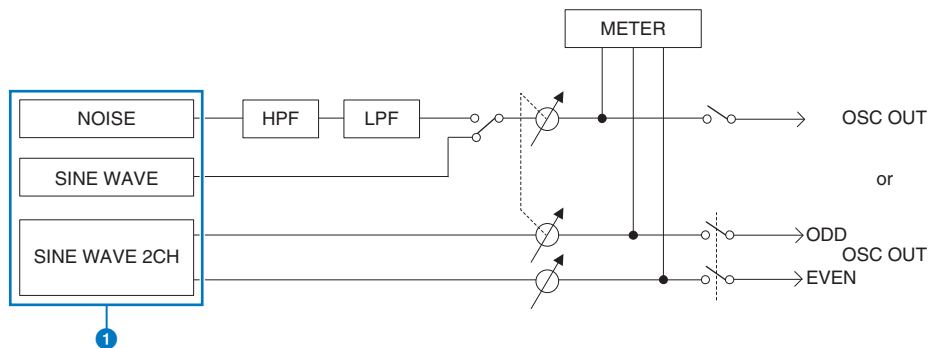 METER
NOISE
HPF
LPF
OSC OUT
SINE WAVE
or
SINE WAVE 2CH
ODD
OSC OUT
EVEN
1